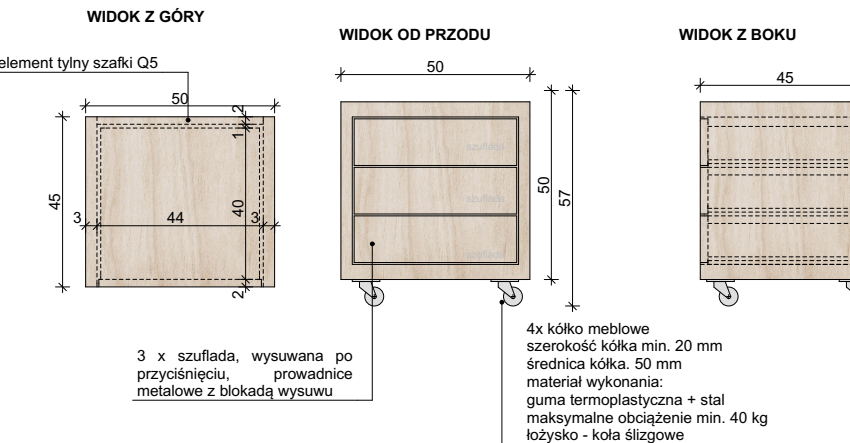 WIDOK Z GÓRY
WIDOK OD PRZODU
WIDOK Z BOKU
element tylny szafki Q5
50
2
1
45
3
44
40
3
2
50
szuflada
szuflada
50
57
45
3 x szuflada, wysuwana po
przyciśnięciu, prowadnice
metalowe z blokadą wysuwu
4x kółko meblowe
szerokość kółka min. 20 mm
średnica kółka. 50 mm
materiał wykonania:
guma termoplastyczna + stal
maksymalne obciążenie min. 40 kg
łożysko - koła ślizgowe